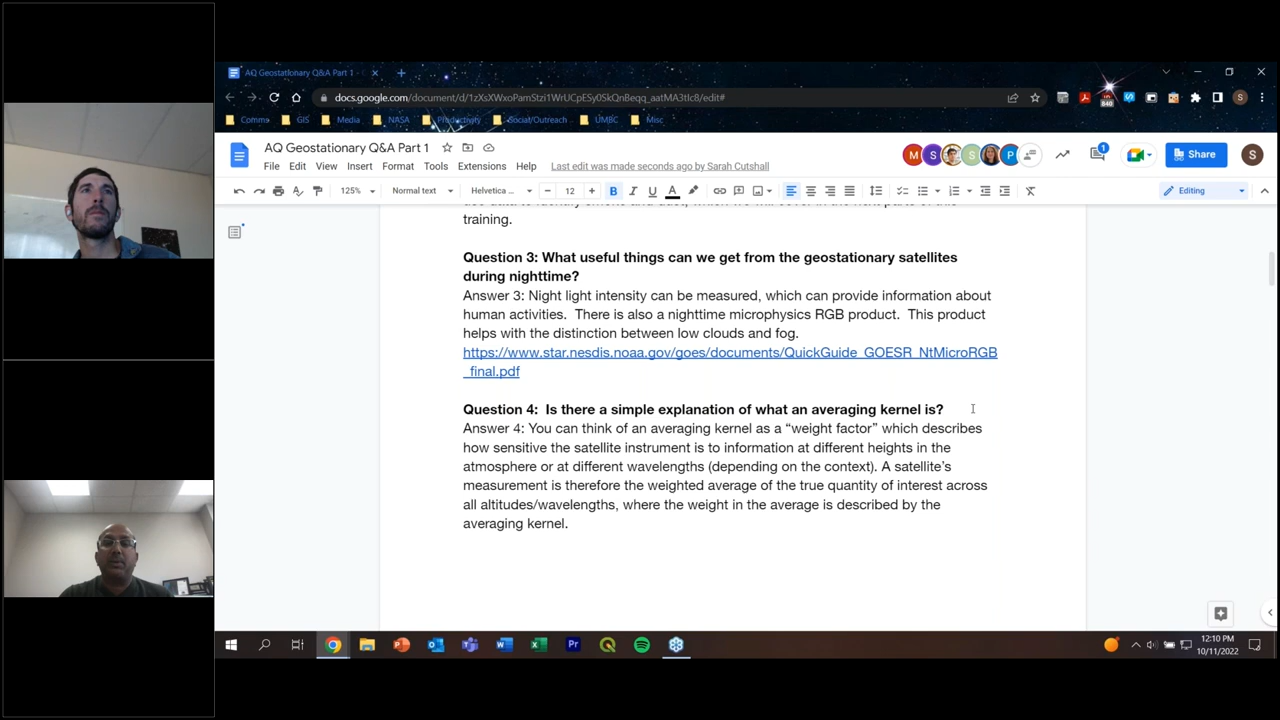 AQ Geostationary Q&A Part 1
docs.google.com/document/d/1zXsXWxoPamStzi1WrUCpESy0SkQnBeqq_aatMA3tIc8/edit#
840
S
Comms GIS Media NASA Productivity Social/Outreach UMBC Misc
AQ Geostationary Q&A Part 1
File Edit View Insert Format Tools Extensions Help Last edit was made seconds ago by Sarah Cutshall
M S S P 1 Share S
125% Normal text Helvetica ... 12 B I U A Editing
training.
Question 3: What useful things can we get from the geostationary satellites
during nighttime?
Answer 3: Night light intensity can be measured, which can provide information about
human activities. There is also a nighttime microphysics RGB product. This product
helps with the distinction between low clouds and fog.
https://www.star.nesdis.noaa.gov/goes/documents/QuickGuide_GOESR_NtMicroRGB
_final.pdf
Question 4: Is there a simple explanation of what an averaging kernel is?
Answer 4: You can think of an averaging kernel as a “weight factor” which describes
how sensitive the satellite instrument is to information at different heights in the
atmosphere or at different wavelengths (depending on the context). A satellite’s
measurement is therefore the weighted average of the true quantity of interest across
all altitudes/wavelengths, where the weight in the average is described by the
averaging kernel.
12:10 PM
10/11/2022